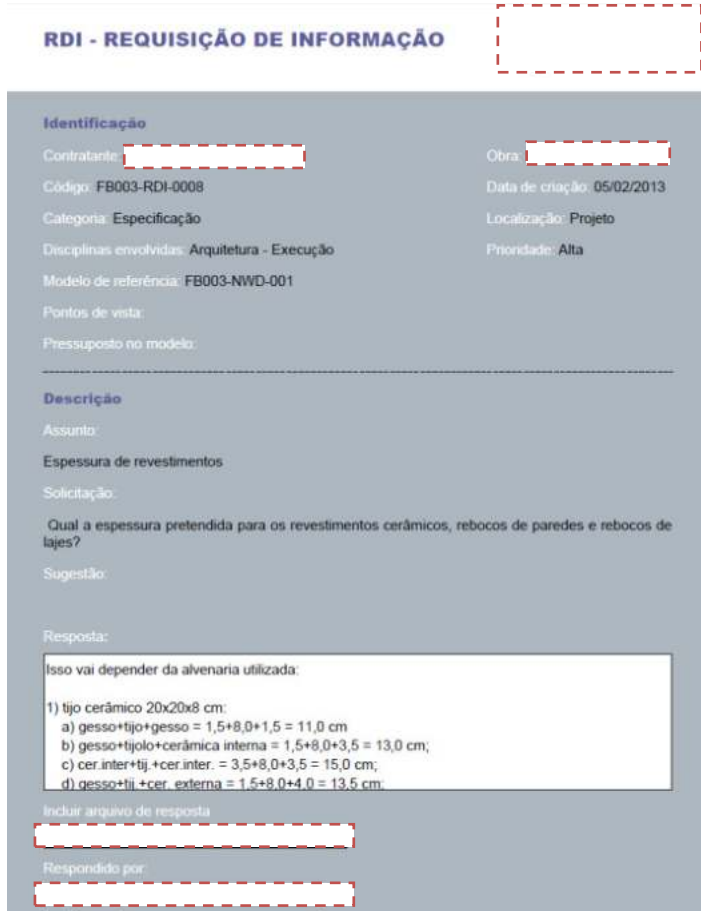 RDI - REQUISIÇÃO DE INFORMAÇÃO
Identificação
Contratante:
Obra:
Código: FB003-RDI-0008
Data de criação: 05/02/2013
Categoria: Especificação
Localização: Projeto
Disciplinas envolvidas: Arquitetura - Execução
Prioridade: Alta
Modelo de referência: FB003-NWD-001
Pontos de vista:
Pressuposto no modelo:
Descrição
Assunto:
Espessura de revestimentos
Solicitação:
Qual a espessura pretendida para os revestimentos cerâmicos, rebocos de paredes e rebocos de
lajes?
Sugestão:
Resposta:
Isso vai depender da alvenaria utilizada:
1) tijo cerâmico 20x20x8 cm:
a) gesso+tijo+gesso = 1,5+8,0+1,5 = 11,0 cm
b) gesso+tijolo+cerâmica interna = 1,5+8,0+3,5 = 13,0 cm;
c) cer.inter+tij.+cer.inter. = 3,5+8,0+3,5 = 15,0 cm;
d) gesso+tij.+cer. externa = 1,5+8,0+4,0 = 13,5 cm;
Incluir arquivo de resposta
Respondido por: